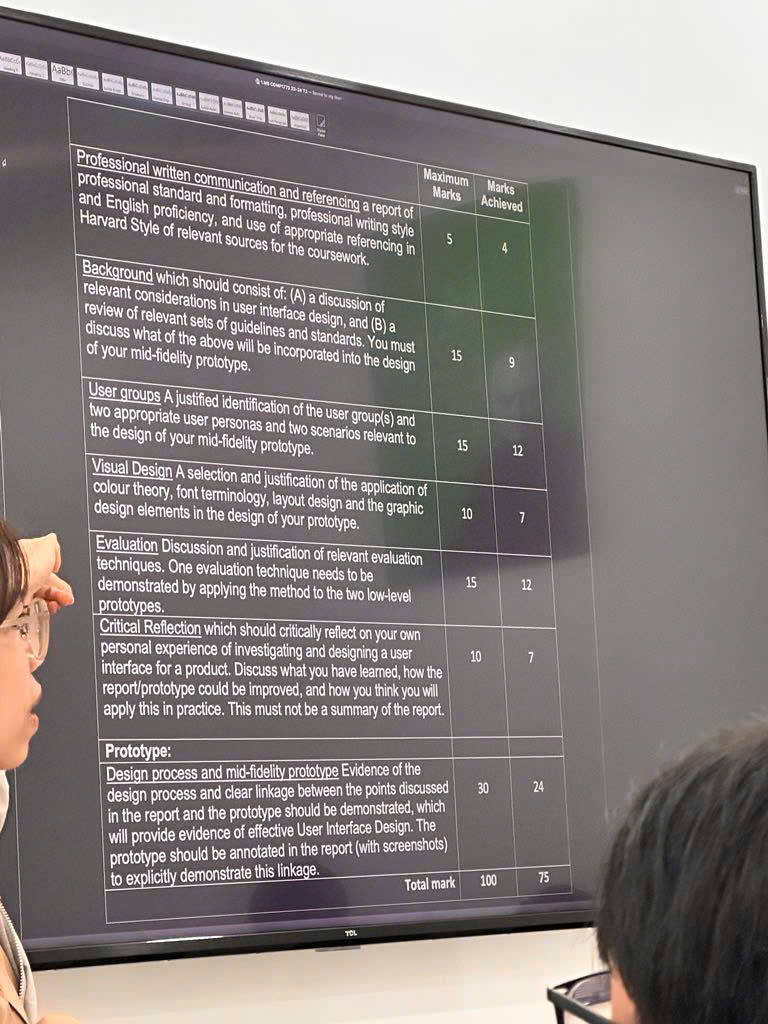 AaBbC
1.MS COMP1772 23-24 T2 — Saved to my Mac
Maximum Marks
Marks Achieved
Professional written communication and referencing a report of
professional standard and formatting, professional writing style
and English proficiency, and use of appropriate referencing in
Harvard Style of relevant sources for the coursework.
5
4
Background which should consist of: (A) a discussion of
relevant considerations in user interface design, and (B) a
review of relevant sets of guidelines and standards. You must
discuss what of the above will be incorporated into the design
of your mid-fidelity prototype.
15
9
User groups A justified identification of the user group(s) and
two appropriate user personas and two scenarios relevant to
the design of your mid-fidelity prototype.
15
12
Visual Design A selection and justification of the application of
colour theory, font terminology, layout design and the graphic
design elements in the design of your prototype.
10
7
Evaluation Discussion and justification of relevant evaluation
techniques. One evaluation technique needs to be
demonstrated by applying the method to the two low-level
prototypes.
15
12
Critical Reflection which should critically reflect on your own
personal experience of investigating and designing a user
interface for a product. Discuss what you have learned, how the
report/prototype could be improved, and how you think you will
apply this in practice. This must not be a summary of the report.
10
7
Prototype:
Design process and mid-fidelity prototype Evidence of the
design process and clear linkage between the points discussed
in the report and the prototype should be demonstrated, which
will provide evidence of effective User Interface Design. The
prototype should be annotated in the report (with screenshots)
to explicitly demonstrate this linkage.
30
24
Total mark
100
75
TCL